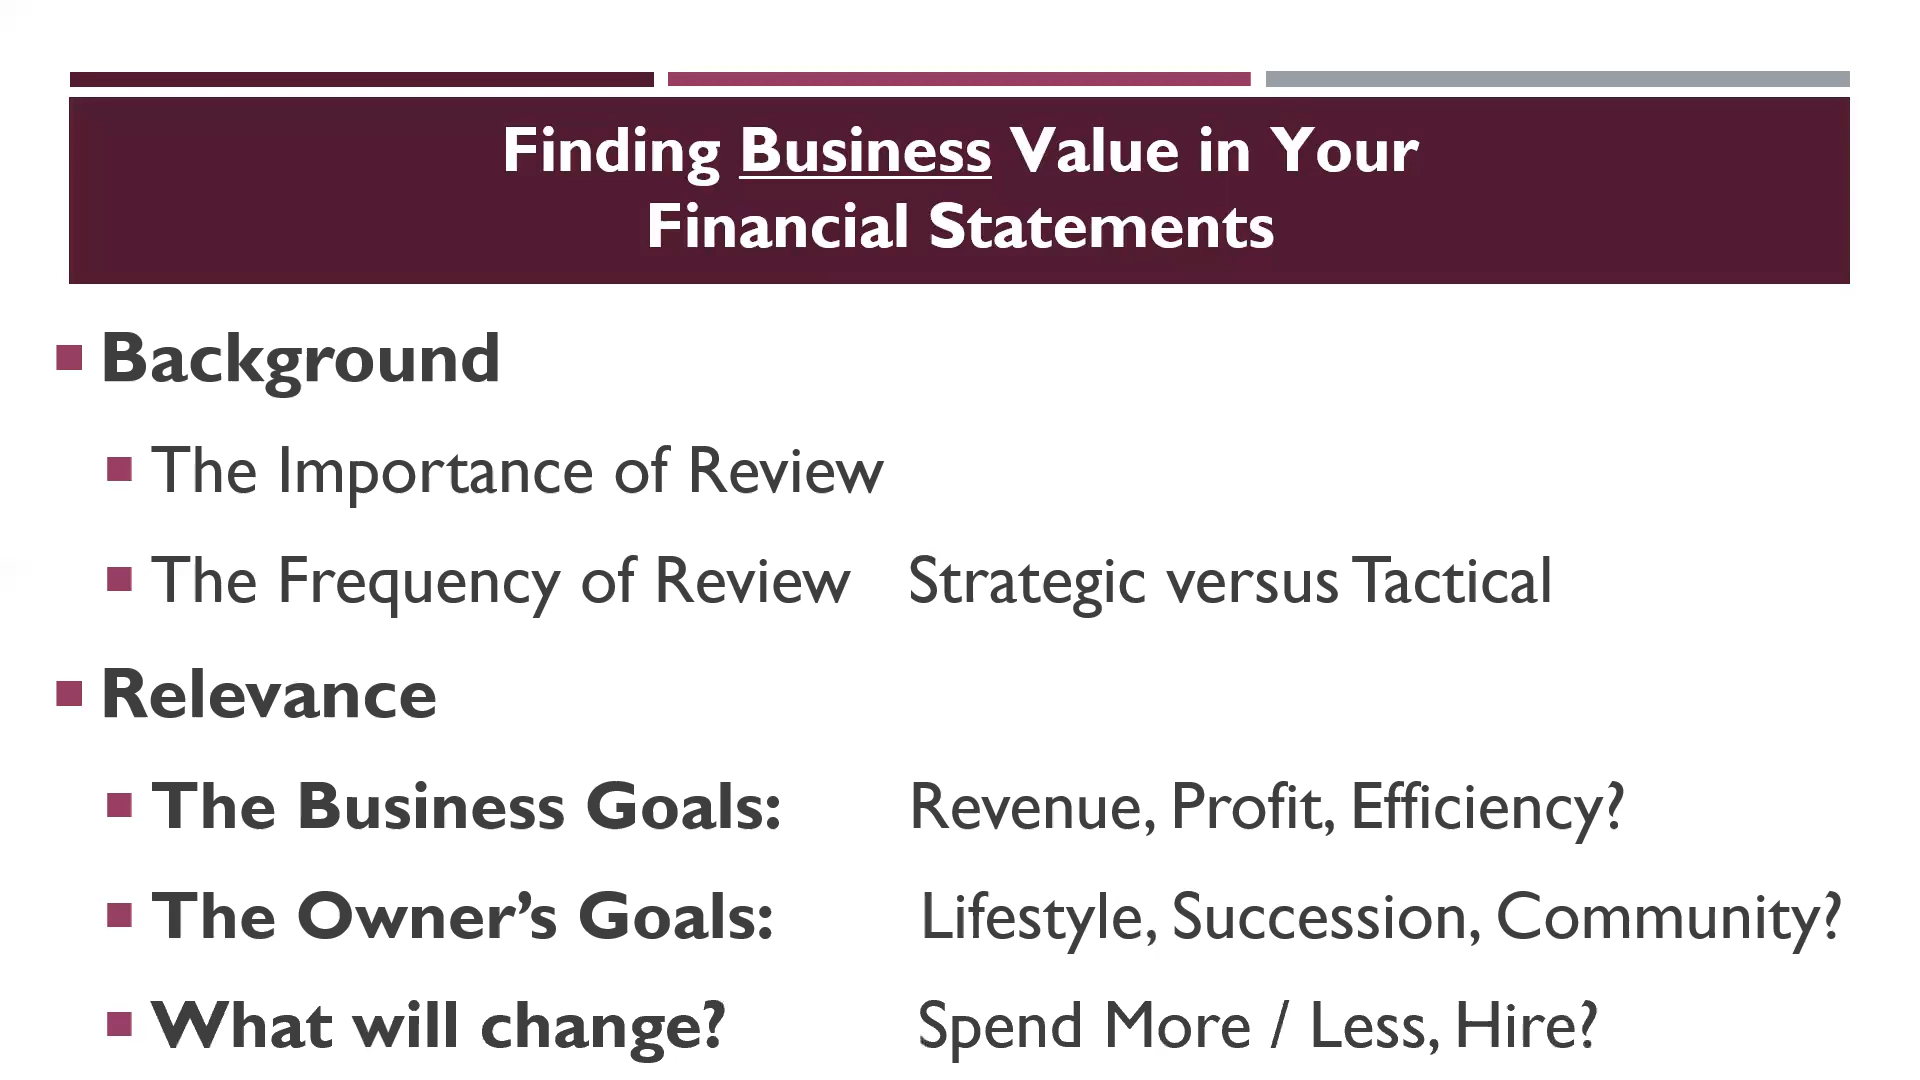 Finding Business Value in Your
Financial Statements
Background
The Importance of Review
The Frequency of Review Strategic versus Tactical
Relevance
The Business Goals: Revenue, Profit, Efficiency?
The Owner’s Goals: Lifestyle, Succession, Community?
What will change? Spend More / Less, Hire?